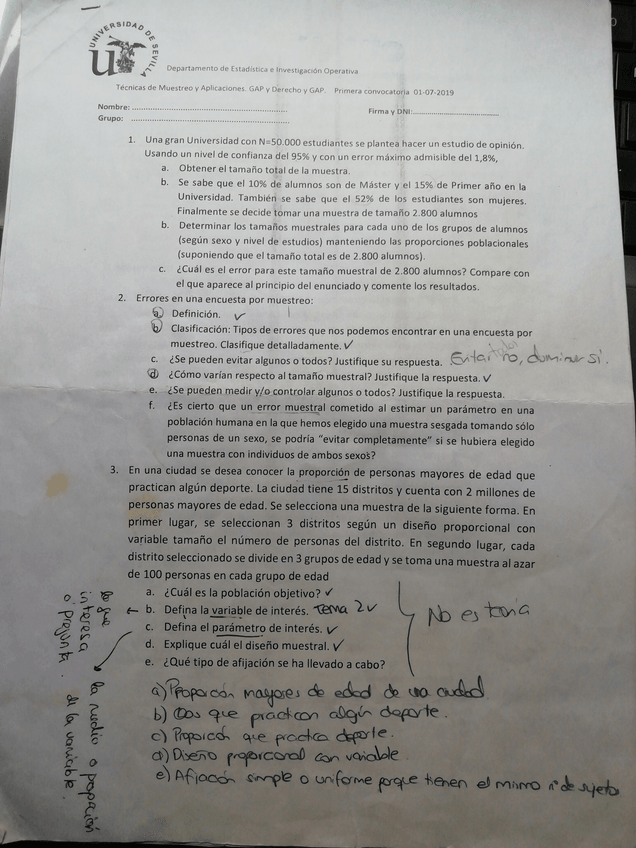 UNIVERSIDAD DE SEVILLA
Departamento de Estadística e Investigación Operativa
Técnicas de Muestreo y Aplicaciones. GAP y Derecho y GAP. Primera convocatoria 01-07-2019
Nombre: ........................................................ Firma y DNI:..............................
Grupo: ........................................................
1. Una gran Universidad con N=50.000 estudiantes se plantea hacer un estudio de opinión.
Usando un nivel de confianza del 95% y con un error máximo admisible del 1,8%,
a. Obtener el tamaño total de la muestra.
b. Se sabe que el 10% de alumnos son de Máster y el 15% de Primer año en la
Universidad. También se sabe que el 52% de los estudiantes son mujeres.
Finalmente se decide tomar una muestra de tamaño 2.800 alumnos
b. Determinar los tamaños muestrales para cada uno de los grupos de alumnos
(según sexo y nivel de estudios) manteniendo las proporciones poblacionales
(suponiendo que el tamaño total es de 2.800 alumnos).
c. ¿Cuál es el error para este tamaño muestral de 2.800 alumnos? Compare con
el que aparece al principio del enunciado y comente los resultados.
2. Errores en una encuesta por muestreo:
a. Definición. ✓
b. Clasificación: Tipos de errores que nos podemos encontrar en una encuesta por
muestreo. Clasifique detalladamente. ✓
c. ¿Se pueden evitar algunos o todos? Justifique su respuesta. Evitar no, dominar si.
d. ¿Cómo varían respecto al tamaño muestral? Justifique la respuesta. ✓
e. ¿Se pueden medir y/o controlar algunos o todos? Justifique la respuesta.
f. ¿Es cierto que un error muestral cometido al estimar un parámetro en una
población humana en la que hemos elegido una muestra sesgada tomando sólo
personas de un sexo, se podría "evitar completamente" si se hubiera elegido
una muestra con individuos de ambos sexos?
3. En una ciudad se desea conocer la proporción de personas mayores de edad que
practican algún deporte. La ciudad tiene 15 distritos y cuenta con 2 millones de
personas mayores de edad. Se selecciona una muestra de la siguiente forma. En
primer lugar, se seleccionan 3 distritos según un diseño proporcional con
variable tamaño el número de personas del distrito. En segundo lugar, cada
distrito seleccionado se divide en 3 grupos de edad y se toma una muestra al azar
de 100 personas en cada grupo de edad
a. ¿Cuál es la población objetivo? ✓
b. Defina la variable de interés. Tema 2 ✓
c. Defina el parámetro de interés. ✓
d. Explique cuál el diseño muestral. ✓
e. ¿Qué tipo de afijación se ha llevado a cabo?
No es toma
lo que
interesa
o pregunta.
la media o proporción
de la variable.
a) Proporción mayores de edad de una ciudad
b) que practican algún deporte.
c) Proporción que practica deporte.
d) Diseño proporcional con variable.
e) Afijación simple o uniforme porque tienen el mismo nº de sujetos